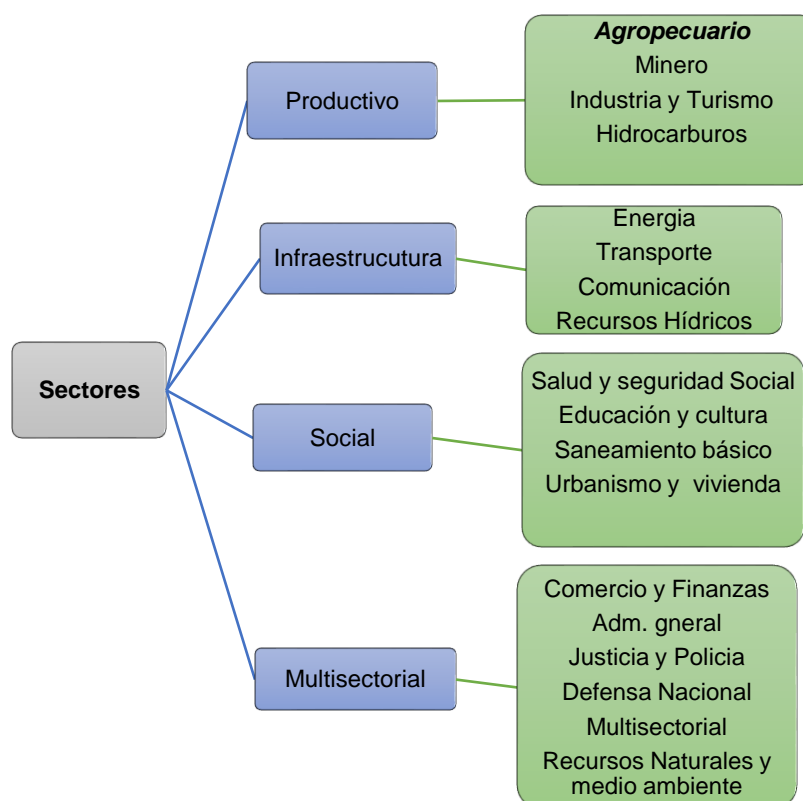 Sectores
Productivo
Agropecuario
Minero
Industria y Turismo
Hidrocarburos
Infraestrucutura
Energia
Transporte
Comunicación
Recursos Hídricos
Social
Salud y seguridad Social
Educación y cultura
Saneamiento básico
Urbanismo y vivienda
Multisectorial
Comercio y Finanzas
Adm. gneral
Justicia y Policia
Defensa Nacional
Multisectorial
Recursos Naturales y
medio ambiente